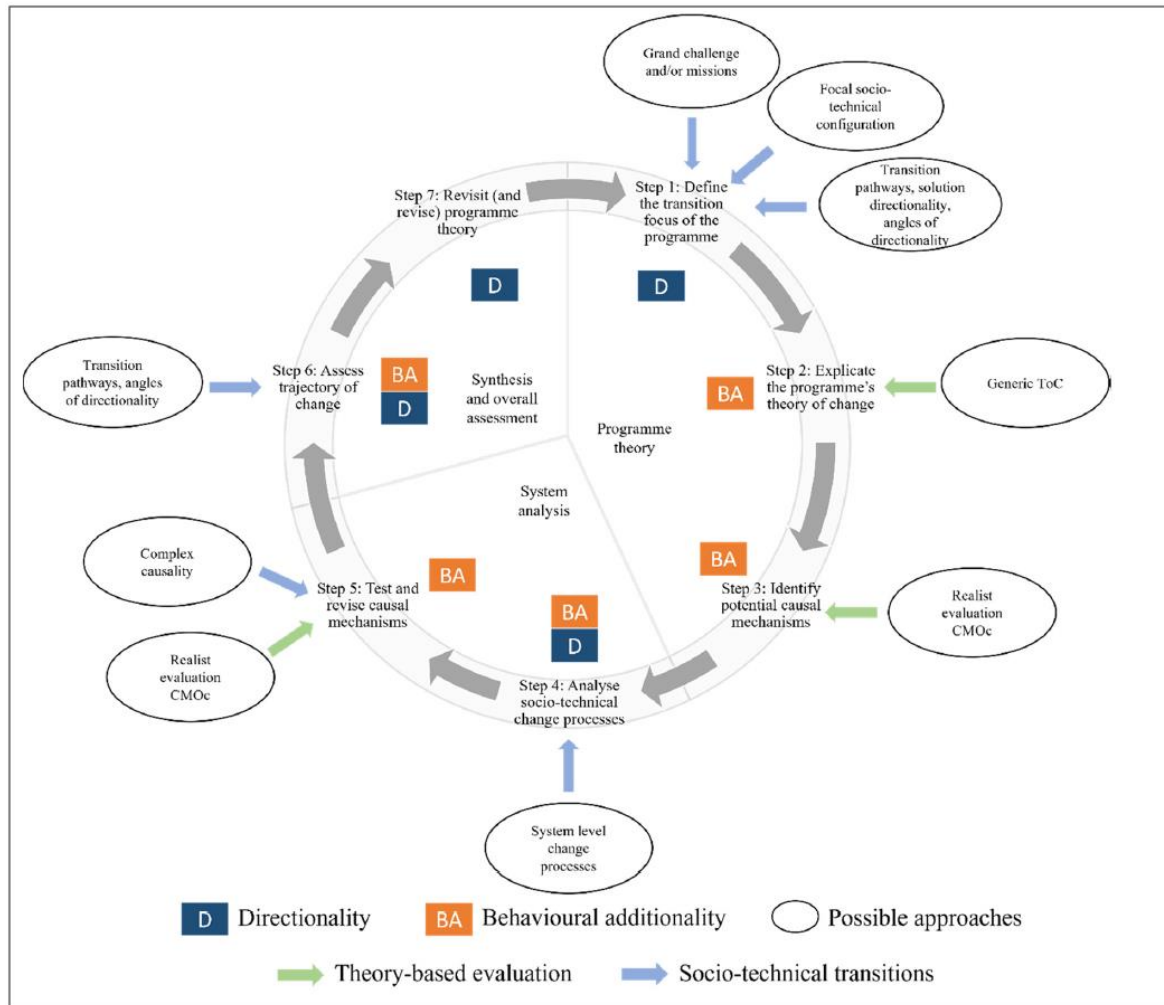 Grand challenge
and/or missions
Focal socio-
technical
configuration
Transition
pathways, solution
directionality,
angles of
directionality
Step 7: Revisit (and
revise) programme
theory
Step 1: Define
the transition
focus of the
programme
D
D
Transition
pathways, angles
of directionality
Step 6: Assess
trajectory of
change
BA
D
Synthesis
and overall
assessment
Programme
theory
BA
Step 2: Explicate
the programme's
theory of change
Generic ToC
System
analysis
Complex
causality
Realist
evaluation
CMOc
Step 5: Test and
revise causal
mechanisms
BA
BA
D
BA
Step 3: Identify
potential causal
mechanisms
Realist
evaluation
CMOc
Step 4: Analyse
socio-technical
change processes
System level
change
processes
D Directionality
BA Behavioural additionality
Possible approaches
Theory-based evaluation
Socio-technical transitions